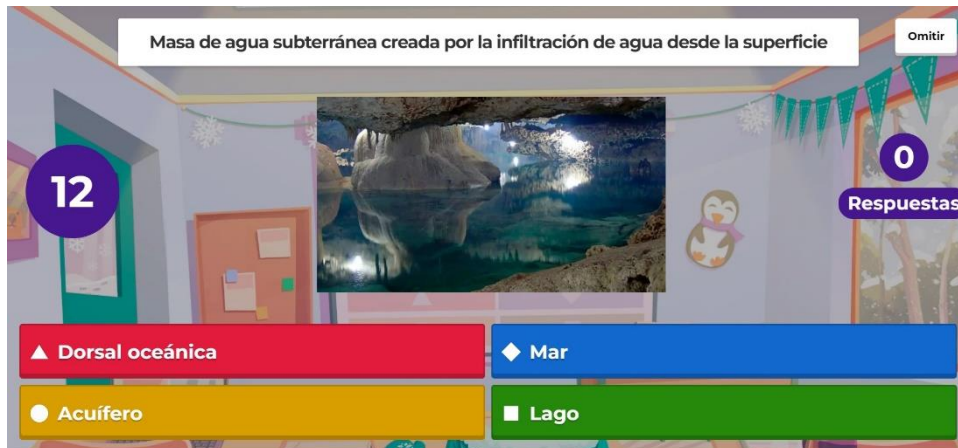 Masa de agua subterránea creada por la infiltración de agua desde la superficie
Omitir
12
0
Respuestas
Dorsal oceánica
Mar
Acuífero
Lago